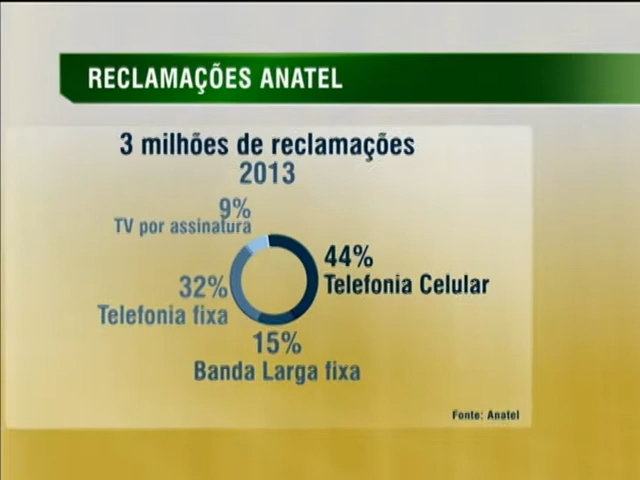 RECLAMAÇÕES ANATEL
3 milhões de reclamações
2013
9%
TV por assinatura
44%
Telefonia Celular
32%
Telefonia fixa
15%
Banda Larga fixa
Fonte: Anatel